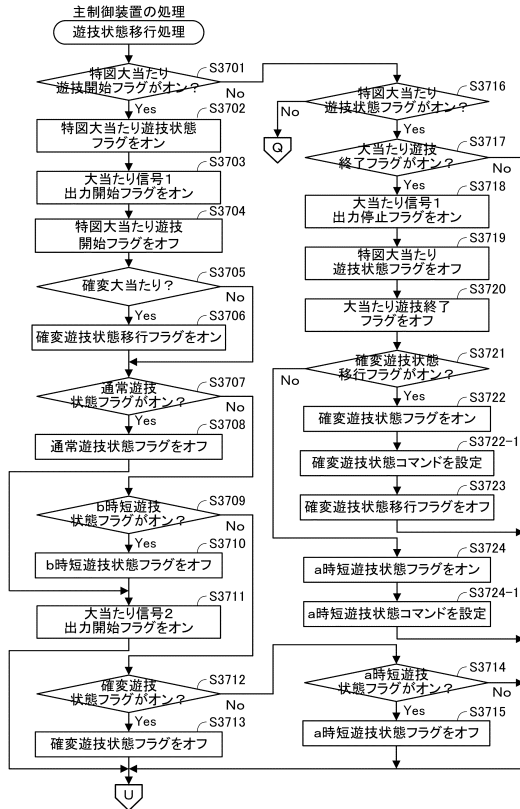 主制御装置の処理
遊技状態移行処理
S3701
特図大当たり
遊技開始フラグがオン?
No
Yes
S3702
特図大当たり遊技状態
フラグをオン
S3703
大当たり信号1
出力開始フラグをオン
S3704
特図大当たり遊技
開始フラグをオフ
S3705
確変大当たり?
No
Yes
S3706
確変遊技状態移行フラグをオン
S3707
通常遊技
状態フラグがオン?
No
Yes
S3708
通常遊技状態フラグをオフ
S3709
b時短遊技
状態フラグがオン?
No
Yes
S3710
b時短遊技状態フラグをオフ
S3711
大当たり信号2
出力開始フラグをオン
S3712
確変遊技
状態フラグがオン?
No
Yes
S3713
確変遊技状態フラグをオフ
U
S3716
特図大当たり
遊技状態フラグがオン?
No
Yes
Q
S3717
大当たり遊技
終了フラグがオン?
No
Yes
S3718
大当たり信号1
出力停止フラグをオン
S3719
特図大当たり
遊技状態フラグをオフ
S3720
大当たり遊技終了
フラグをオフ
S3721
確変遊技状態
移行フラグがオン?
No
Yes
S3722
確変遊技状態フラグをオン
S3722-1
確変遊技状態コマンドを設定
S3723
確変遊技状態移行フラグをオフ
S3724
a時短遊技状態フラグをオン
S3724-1
a時短遊技状態コマンドを設定
S3714
a時短遊技
状態フラグがオン?
No
Yes
S3715
a時短遊技状態フラグをオフ